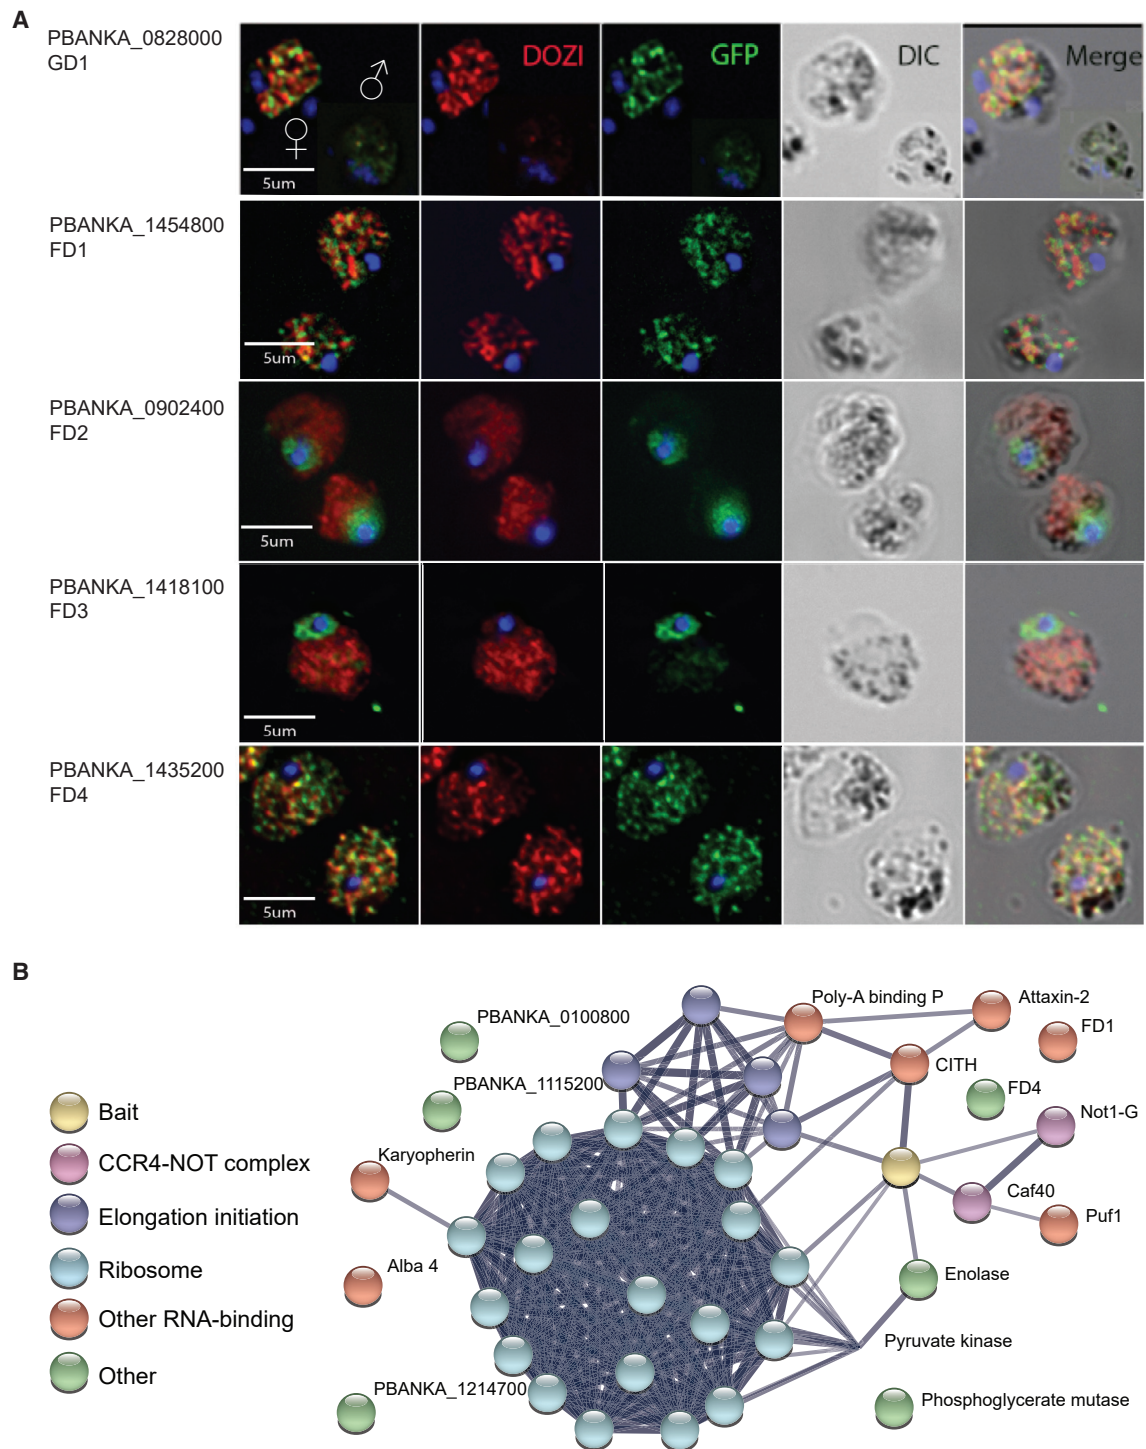 A
PBANKA_0828000
GD1
♂
♀
5um
DOZI
GFP
DIC
Merge
PBANKA_1454800
FD1
5um
PBANKA_0902400
FD2
5um
PBANKA_1418100
FD3
5um
PBANKA_1435200
FD4
5um
B
Bait
CCR4-NOT complex
Elongation initiation
Ribosome
Other RNA-binding
Other
PBANKA_0100800
PBANKA_1115200
Karyopherin
Alba 4
PBANKA_1214700
Poly-A binding P
Attaxin-2
FD1
CITH
FD4
Not1-G
Caf40
Puf1
Enolase
Pyruvate kinase
Phosphoglycerate mutase